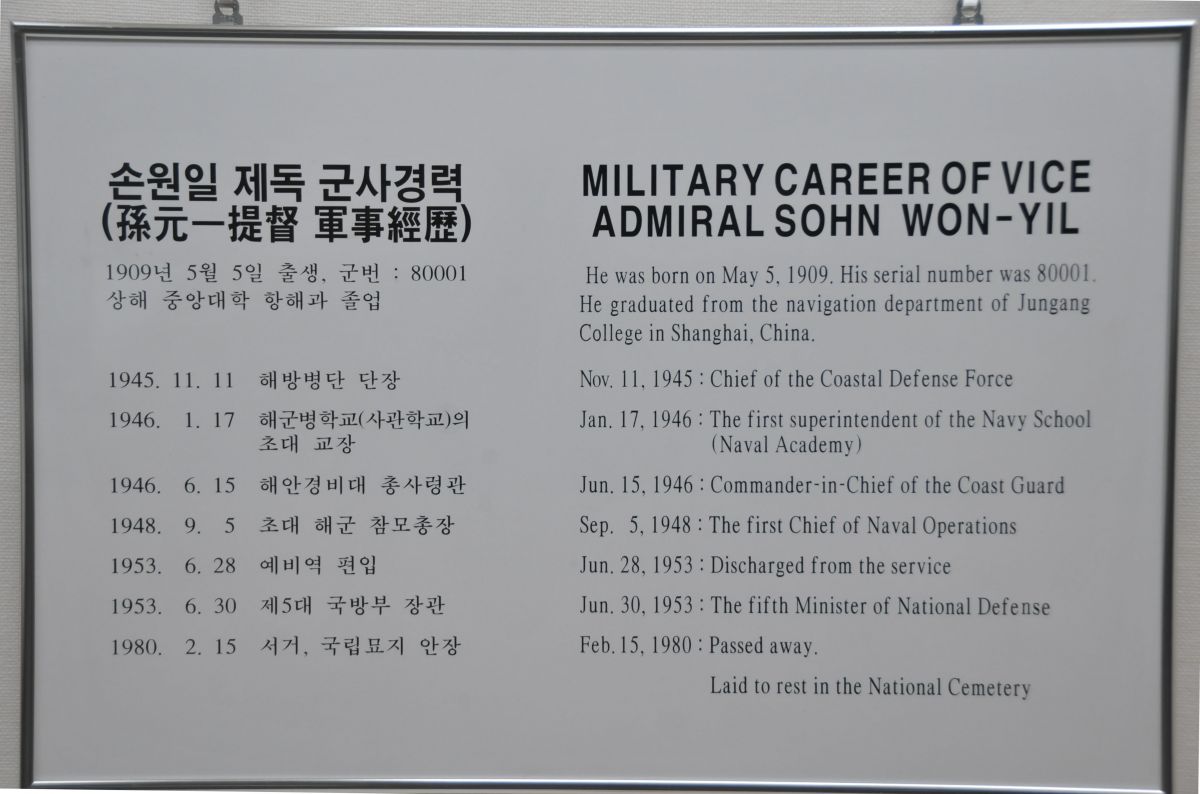 손원일 제독 군사경력
(孫元一提督 軍事經歷)
1909년 5월 5일 출생, 군번 : 80001
상해 중앙대학 항해과 졸업
1945. 11. 11 해방병단 단장
1946. 1. 17 해군병학교(사관학교)의
초대 교장
1946. 6. 15 해안경비대 총사령관
1948. 9. 5 초대 해군 참모총장
1953. 6. 28 예비역 편입
1953. 6. 30 제5대 국방부 장관
1980. 2. 15 서거, 국립묘지 안장
MILITARY CAREER OF VICE
ADMIRAL SOHN WON-YIL
He was born on May 5, 1909. His serial number was 80001.
He graduated from the navigation department of Jungang
College in Shanghai, China.
Nov. 11, 1945 : Chief of the Coastal Defense Force
Jan. 17, 1946 : The first superintendent of the Navy School
(Naval Academy)
Jun. 15, 1946 : Commander-in-Chief of the Coast Guard
Sep. 5, 1948 : The first Chief of Naval Operations
Jun. 28, 1953 : Discharged from the service
Jun. 30, 1953 : The fifth Minister of National Defense
Feb. 15, 1980 : Passed away.
Laid to rest in the National Cemetery